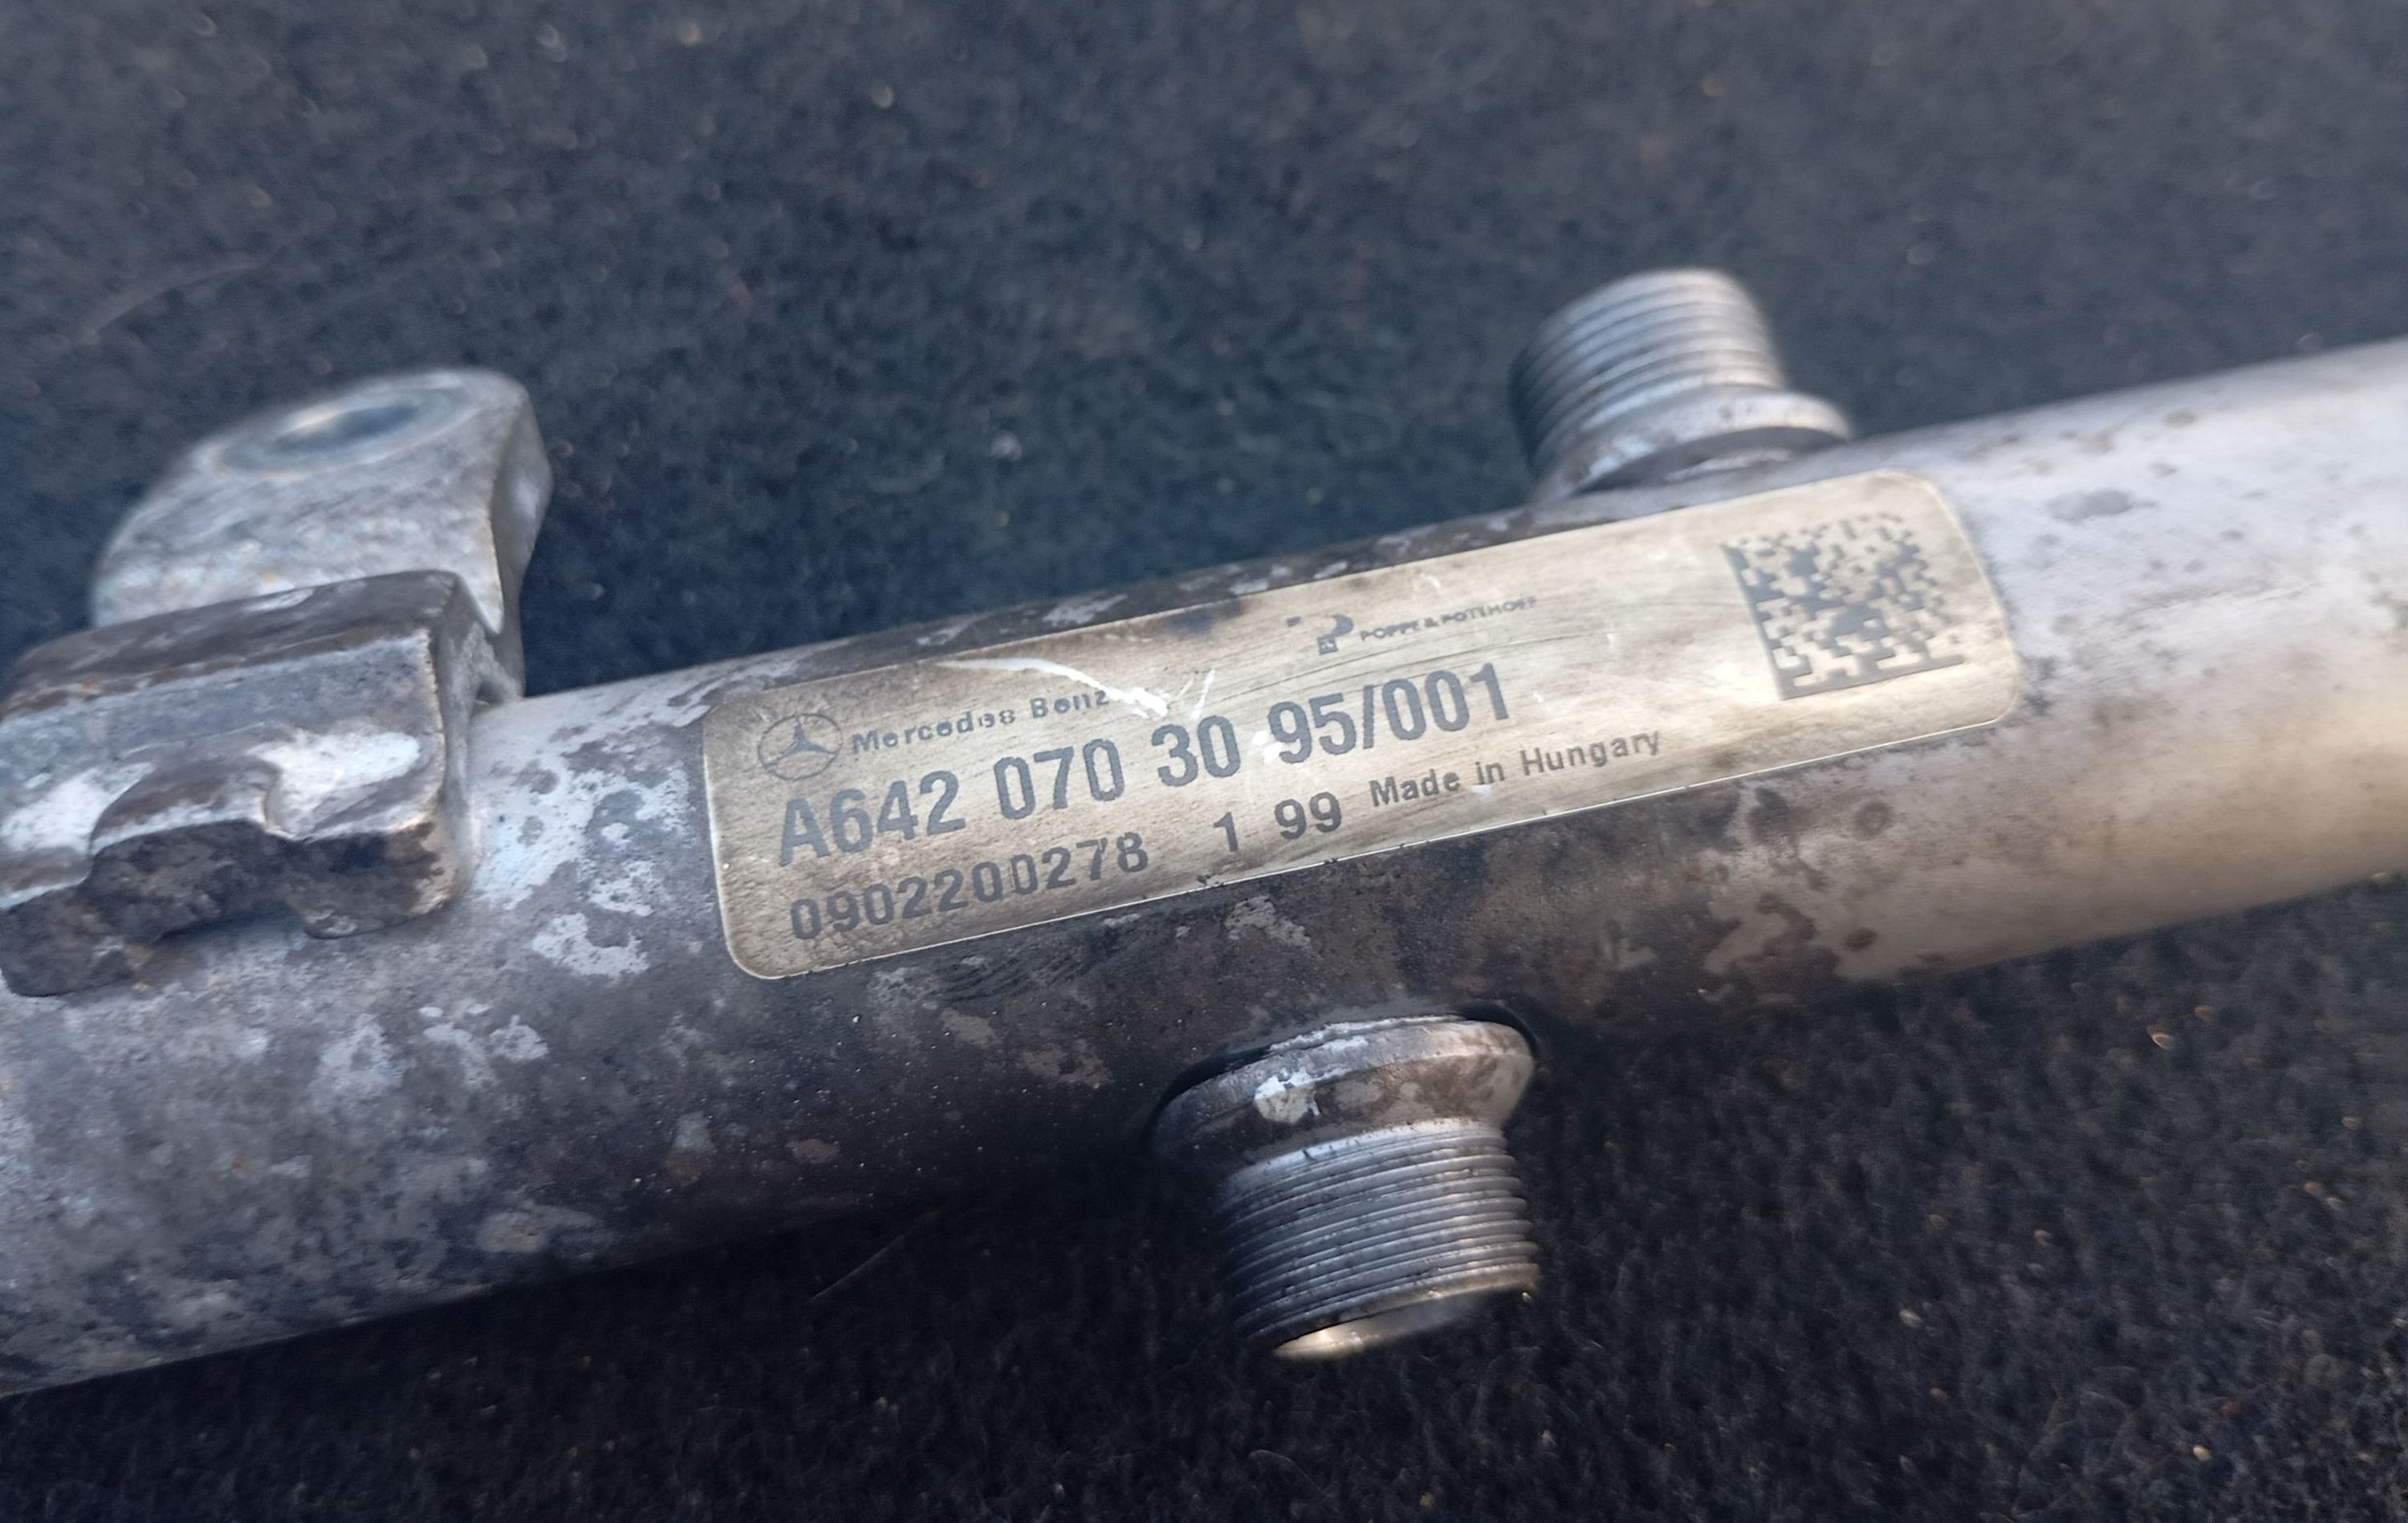 POPPE & POTTHOFF
Mercedes Benz
A642 070 30 95/001
0902200278 1 99 Made in Hungary